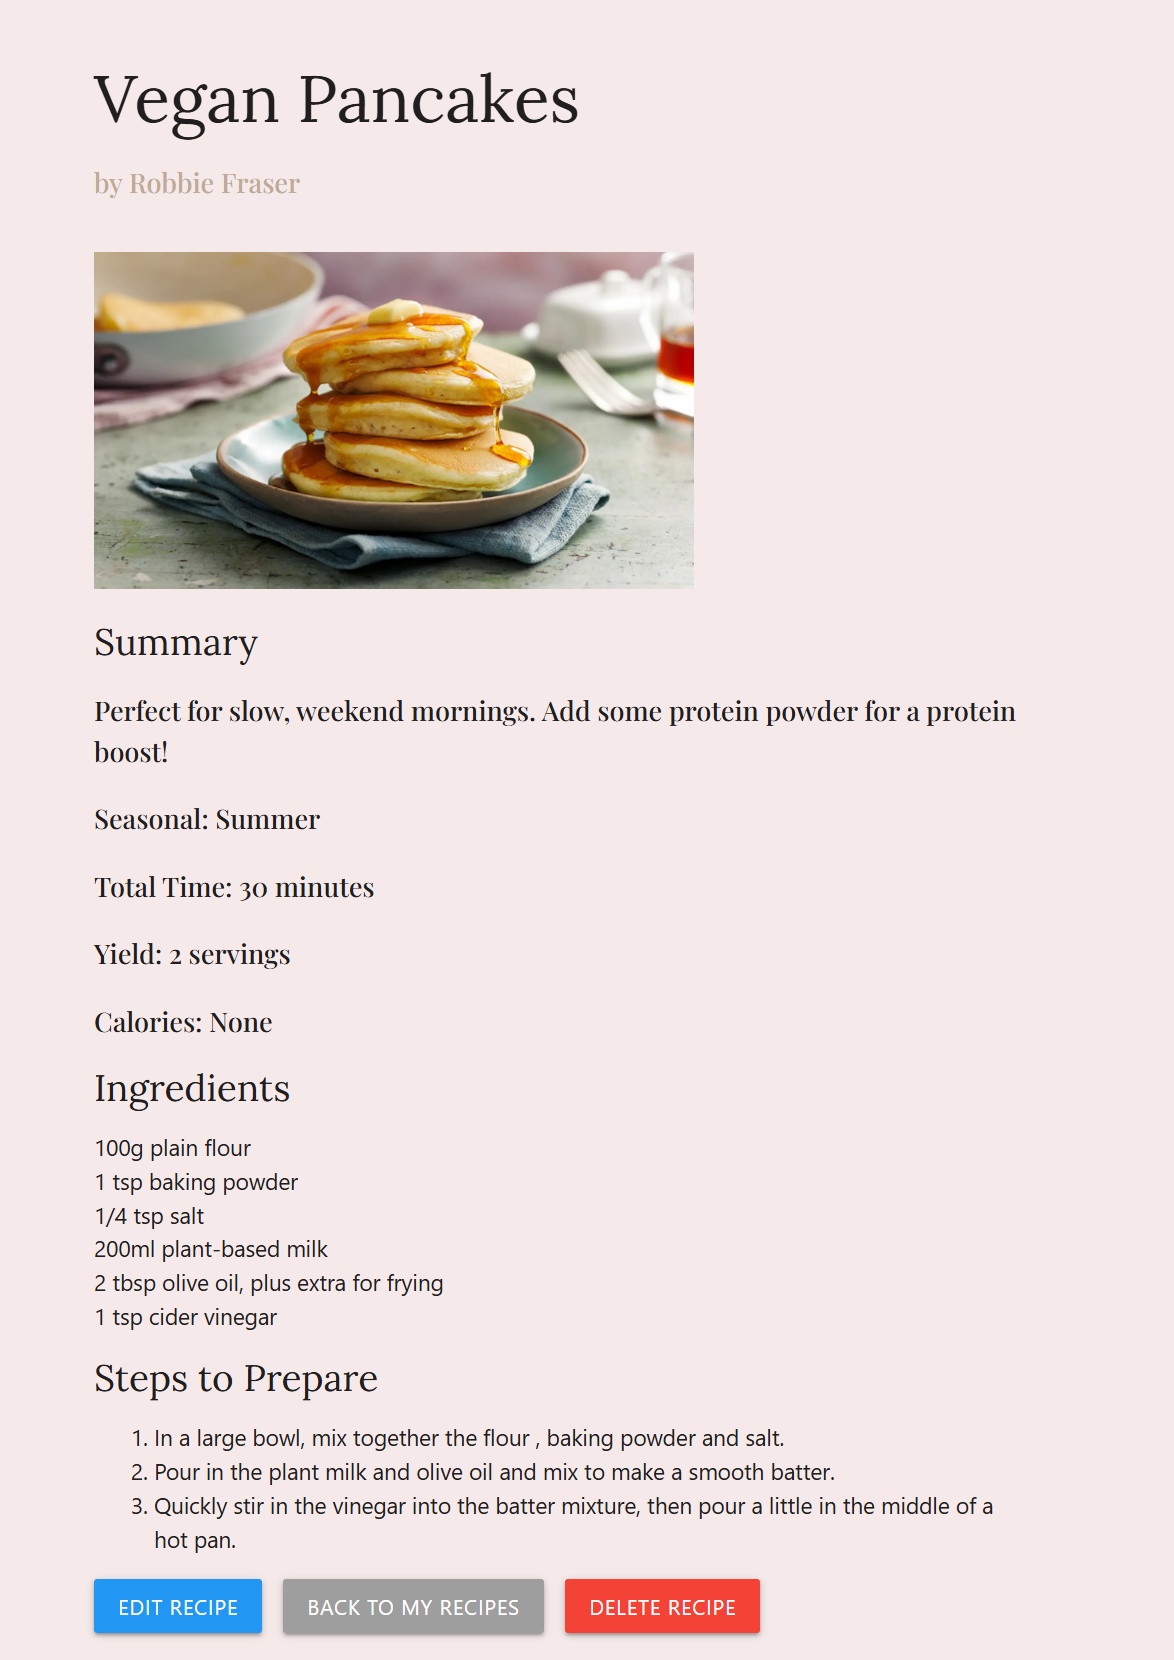 Vegan Pancakes
by Robbie Fraser
Summary
Perfect for slow, weekend mornings. Add some protein powder for a protein
boost!
Seasonal: Summer
Total Time: 30 minutes
Yield: 2 servings
Calories: None
Ingredients
100g plain flour
1 tsp baking powder
1/4 tsp salt
200ml plant-based milk
2 tbsp olive oil, plus extra for frying
1 tsp cider vinegar
Steps to Prepare
1. In a large bowl, mix together the flour , baking powder and salt.
2. Pour in the plant milk and olive oil and mix to make a smooth batter.
3. Quickly stir in the vinegar into the batter mixture, then pour a little in the middle of a
hot pan.
EDIT RECIPE BACK TO MY RECIPES DELETE RECIPE